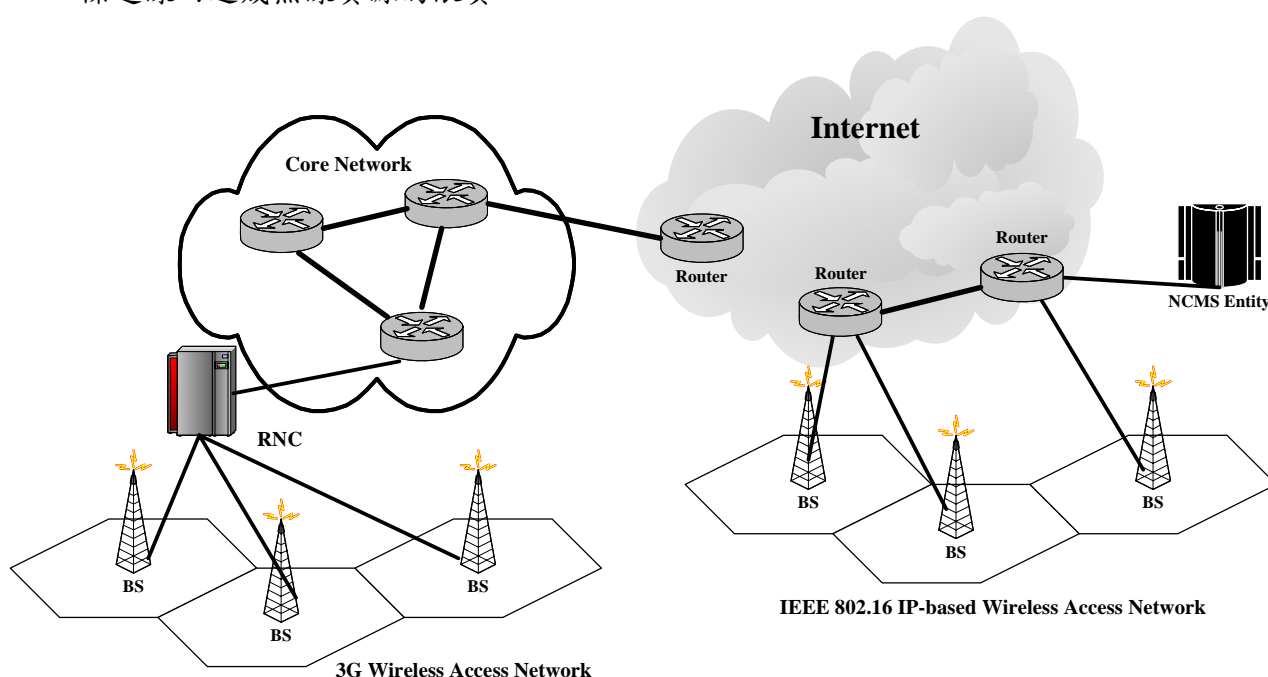 Internet
Core Network
Router
Router
Router
NCMS Entity
RNC
BS
BS
BS
BS
BS
BS
IEEE 802.16 IP-based Wireless Access Network
3G Wireless Access Network